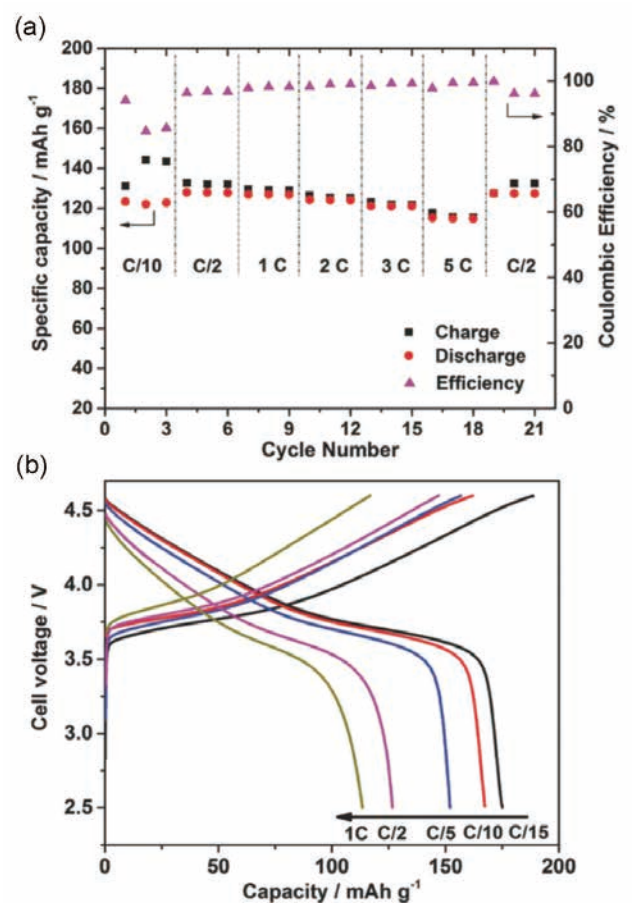 (a)
200
180
160
140
120
100
80
60
40
20
Specific capacity / mAh g⁻¹
100
80
60
40
20
0
Coulombic Efficiency / %
C/10 C/2 1 C 2 C 3 C 5 C C/2
Charge
Discharge
Efficiency
0 3 6 9 12 15 18 21
Cycle Number
(b)
4.5
4.0
3.5
3.0
2.5
Cell voltage / V
1C C/2 C/5 C/10 C/15
0 50 100 150 200
Capacity / mAh g⁻¹